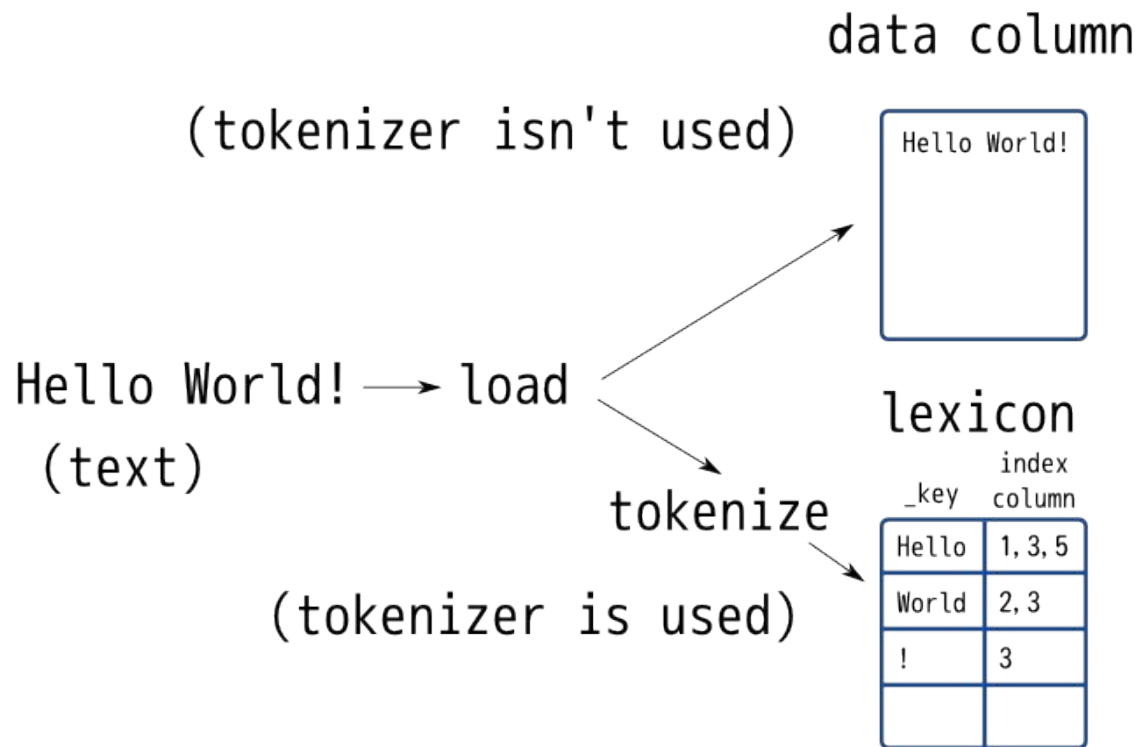 data column
(tokenizer isn't used)
Hello World!
Hello World!
load
(text)
lexicon
_key
index
column
tokenize
Hello
1,3,5
World
2,3
(tokenizer is used)
!
3